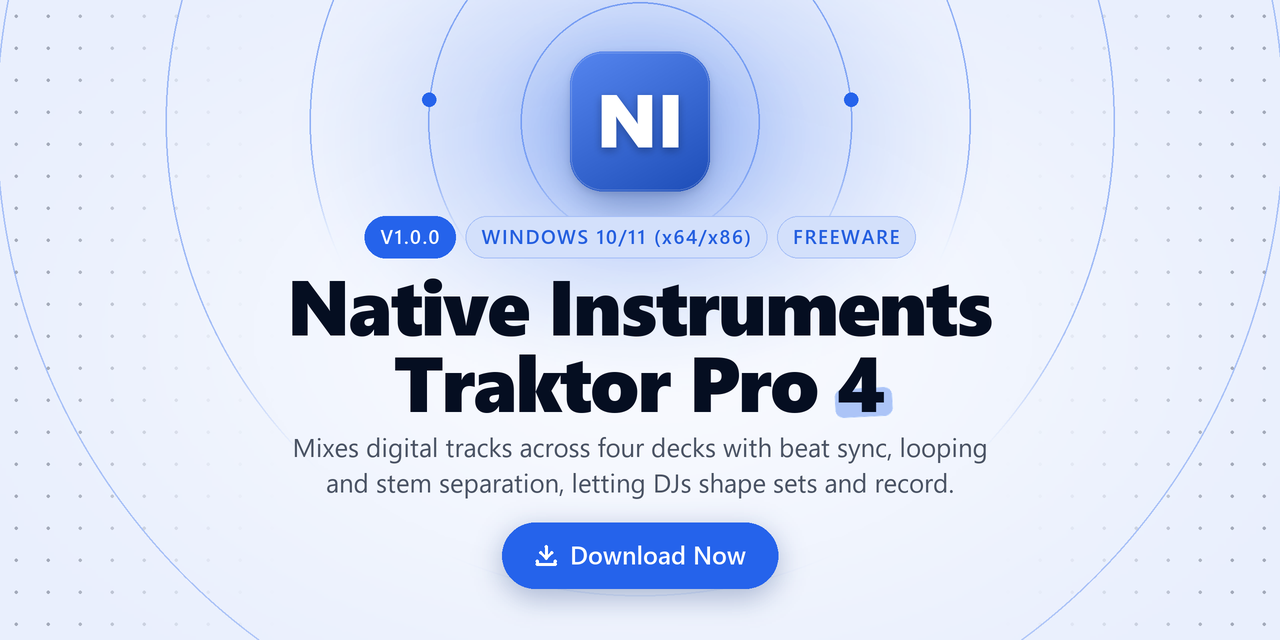 NI
V1.0.0
WINDOWS 10/11 (x64/x86)
FREEWARE
Native Instruments
Traktor Pro 4
Mixes digital tracks across four decks with beat sync, looping
and stem separation, letting DJs shape sets and record.
Download Now